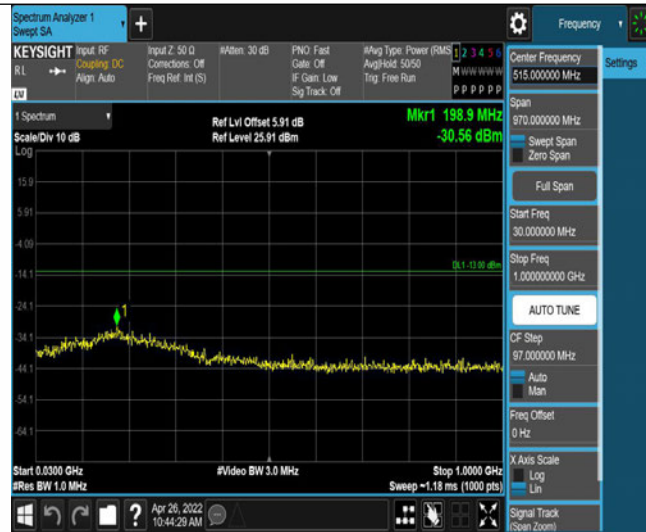 Spectrum Analyzer 1
Swept SA
+
Frequency
KEYSIGHT
RL
Input: RF
Coupling: DC
Align: Auto
Input Z: 50 Ω
Corrections: Off
Freq Ref: Int (S)
#Atten: 30 dB
PNO: Fast
Gate: Off
IF Gain: Low
Sig Track: Off
#Avg Type: Power (RMS
Avg|Hold: 50/50
Trig: Free Run
1 2 3 4 5 6
M W W W W W
P P P P P P
1 Spectrum
Scale/Div 10 dB
Log
Ref Lvl Offset 5.91 dB
Ref Level 25.91 dBm
Mkr1 198.9 MHz
-30.56 dBm
15.9
5.91
-4.09
-14.1
-24.1
-34.1
-44.1
-54.1
-64.1
DL1 -13.00 dBm
1
Start 0.0300 GHz
#Res BW 1.0 MHz
#Video BW 3.0 MHz
Stop 1.0000 GHz
Sweep ~1.18 ms (1000 pts)
Apr 26, 2022
10:44:29 AM
?
Center Frequency
515.000000 MHz
Settings
Span
970.000000 MHz
Swept Span
Zero Span
Full Span
Start Freq
30.000000 MHz
Stop Freq
1.000000000 GHz
AUTO TUNE
CF Step
97.000000 MHz
Auto
Man
Freq Offset
0 Hz
X Axis Scale
Log
Lin
Signal Track
(Span Zoom)